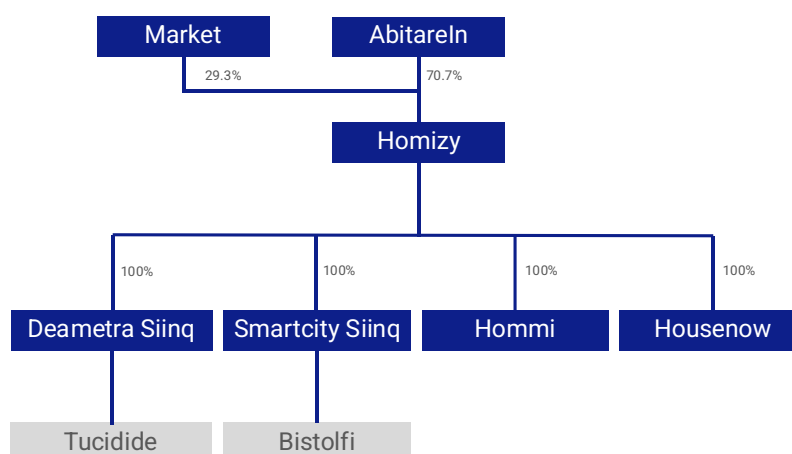 Market
AbitareIn
29.3%
70.7%
Homizy
100%
100%
100%
100%
Deametra Siinq
Smartcity Siinq
Hommi
Housenow
Tucidide
Bistolfi